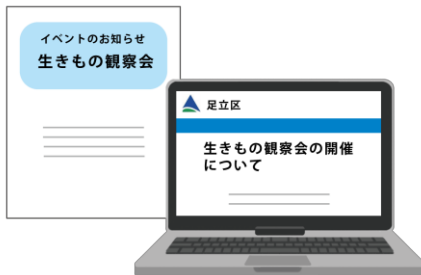 イベントのお知らせ
生きもの観察会
足立区
生きもの観察会の開催
について